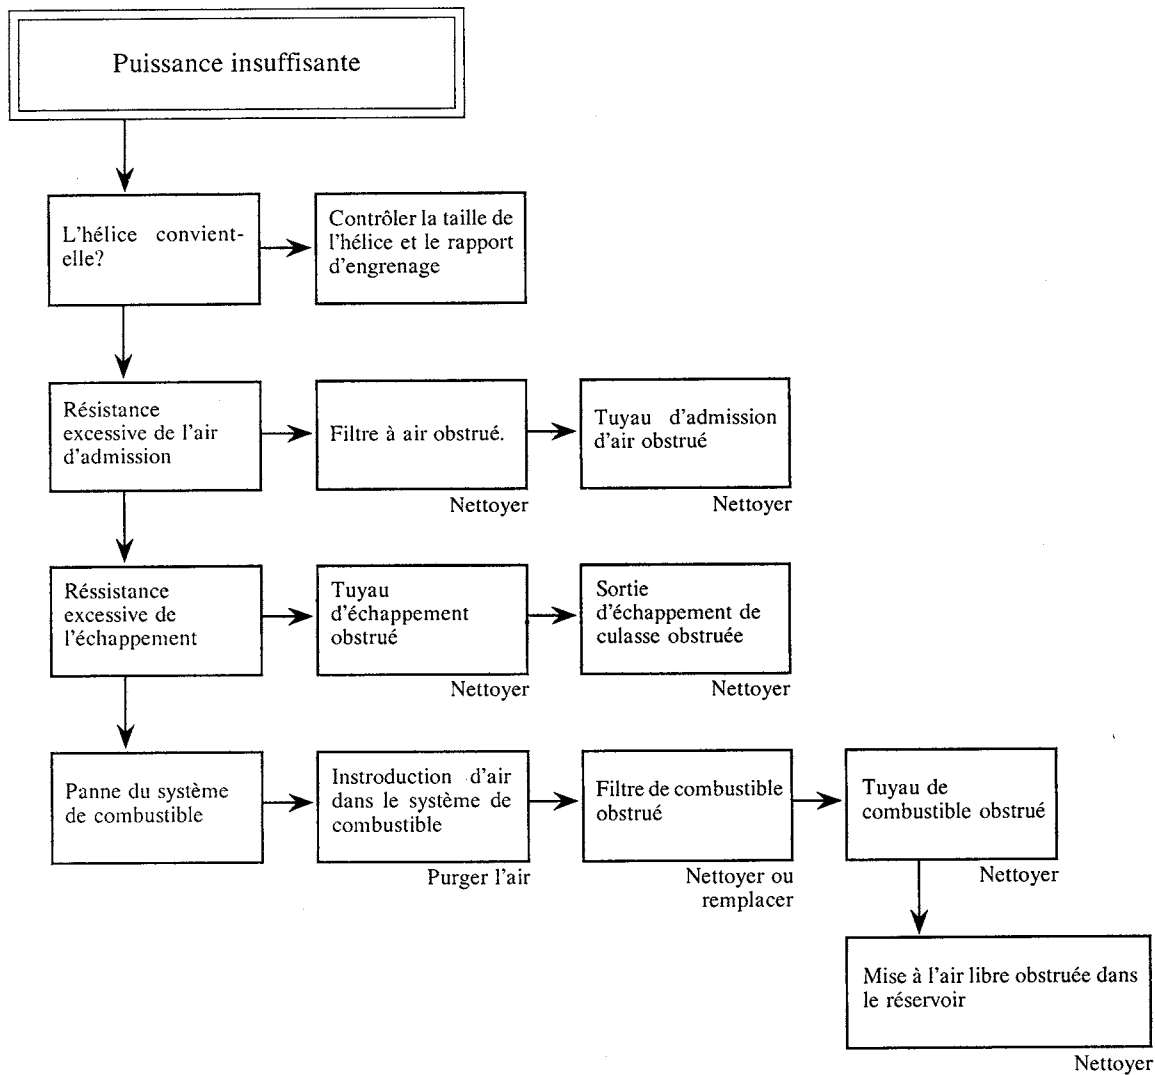 Puissance insuffisante
L'hélice convient-
elle?
Contrôler la taille de
l'hélice et le rapport
d'engrenage
Résistance
excessive de l'air
d'admission
Filtre à air obstrué.
Nettoyer
Tuyau d'admission
d'air obstrué
Nettoyer
Réssistance
excessive de
l'échappement
Tuyau
d'échappement
obstrué
Nettoyer
Sortie
d'échappement de
culasse obstruée
Nettoyer
Panne du système
de combustible
Instroduction d'air
dans le système de
combustible
Purger l'air
Filtre de combustible
obstrué
Nettoyer ou
remplacer
Tuyau de
combustible obstrué
Nettoyer
Mise à l'air libre obstruée dans
le réservoir
Nettoyer